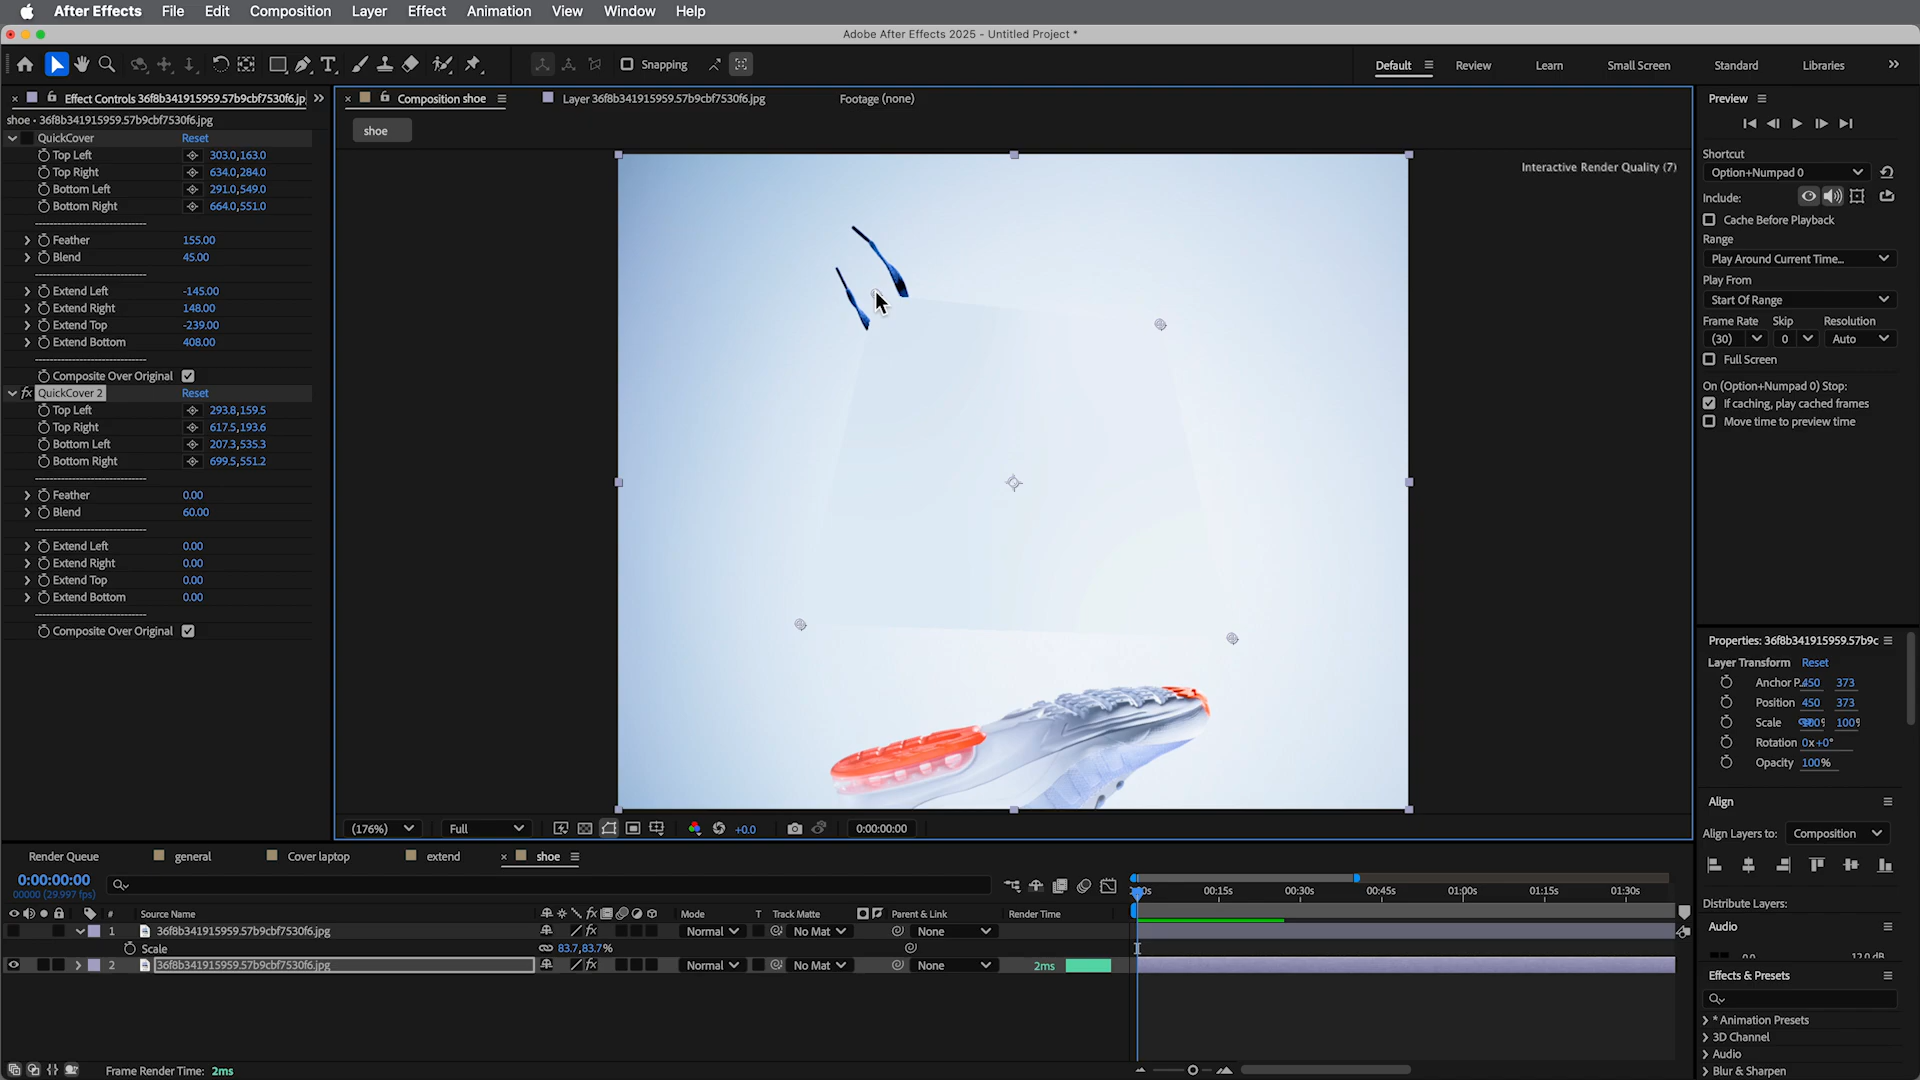 After Effects File Edit Composition Layer Effect Animation View Window Help
Adobe After Effects 2025 - Untitled Project *
Snapping
Default Review Learn Small Screen Standard Libraries
Effect Controls 36f8b341915959.57b9cbf7530f6.jp
Composition shoe
Layer 36f8b341915959.57b9cbf7530f6.jpg
Footage (none)
shoe • 36f8b341915959.57b9cbf7530f6.jpg
shoe
QuickCover Reset
Top Left 303.0,163.0
Top Right 634.0,284.0
Bottom Left 291.0,549.0
Bottom Right 664.0,551.0
Feather 155.00
Blend 45.00
Extend Left -145.00
Extend Right 148.00
Extend Top -239.00
Extend Bottom 408.00
Composite Over Original
fx QuickCover 2 Reset
Top Left 293.8,159.5
Top Right 617.5,193.6
Bottom Left 207.3,535.3
Bottom Right 699.5,551.2
Feather 0.00
Blend 60.00
Extend Left 0.00
Extend Right 0.00
Extend Top 0.00
Extend Bottom 0.00
Composite Over Original
Interactive Render Quality (7)
(176%) Full +0.0 0:00:00:00
Preview
Shortcut
Option+Numpad 0
Include:
Cache Before Playback
Range
Play Around Current Time...
Play From
Start Of Range
Frame Rate Skip Resolution
(30) 0 Auto
Full Screen
On (Option+Numpad 0) Stop:
If caching, play cached frames
Move time to preview time
Properties: 36f8b341915959.57b9c
Layer Transform Reset
Anchor P... 450 373
Position 450 373
Scale 100%
Rotation 0x+0°
Opacity 100%
Align
Align Layers to: Composition
Distribute Layers:
Audio
0.0 12.0 dB
Effects & Presets
* Animation Presets
3D Channel
Audio
Blur & Sharpen
Render Queue general Cover laptop extend shoe
0:00:00:00
00000 (29.997 fps)
# Source Name fx Mode T Track Matte Parent & Link Render Time
00:15s 00:30s 00:45s 01:00s 01:15s 01:30s
1 36f8b341915959.57b9cbf7530f6.jpg fx Normal No Mat None
Scale 83.7,83.7%
2 36f8b341915959.57b9cbf7530f6.jpg fx Normal No Mat None 2ms
Frame Render Time: 2ms